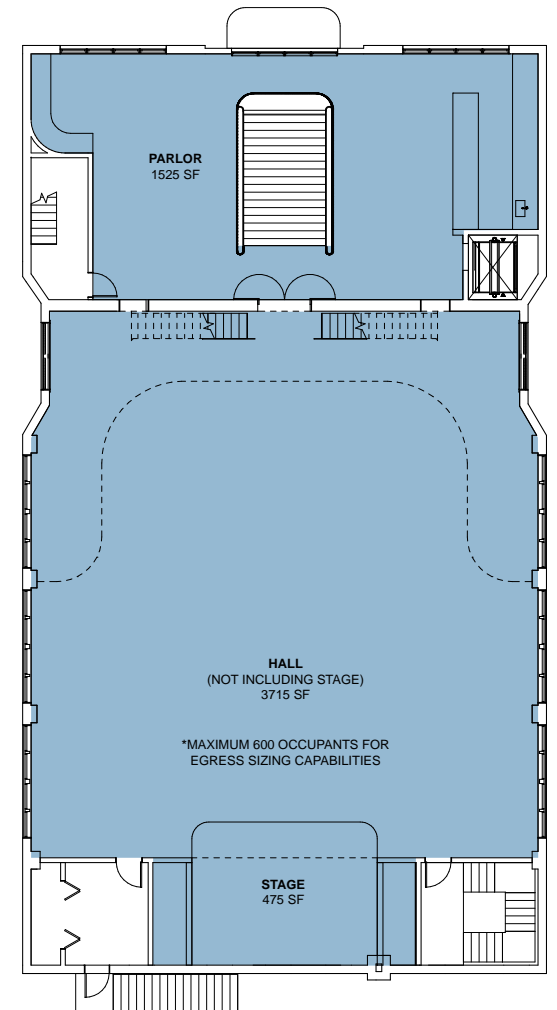 PARLOR
1525 SF
HALL
(NOT INCLUDING STAGE)
3715 SF
*MAXIMUM 600 OCCUPANTS FOR
EGRESS SIZING CAPABILITIES
STAGE
475 SF